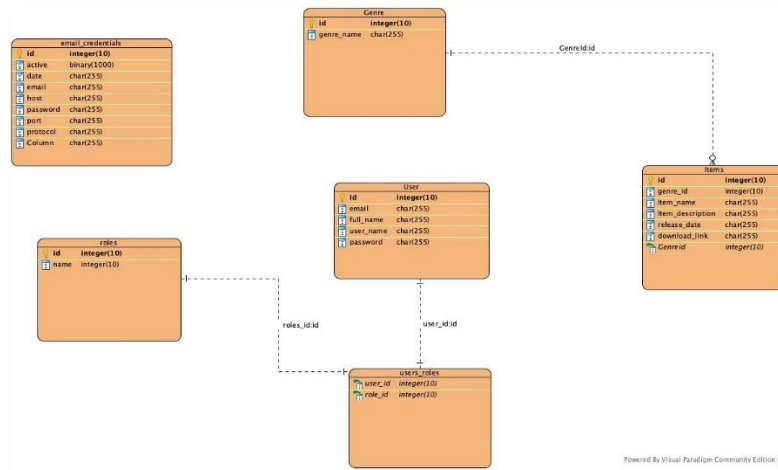 Genre
id integer(10)
genre_name char(255)
email_credentials
id integer(10)
active binary(1000)
date char(255)
email char(255)
host char(255)
password char(255)
port char(255)
protocol char(255)
Column char(255)
GenreId:id
Items
id integer(10)
genre_id integer(10)
Item_name char(255)
Item_description char(255)
release_date char(255)
download_link char(255)
GenreId integer(10)
User
Id integer(10)
email char(255)
full_name char(255)
user_name char(255)
password char(255)
roles
id integer(10)
name integer(10)
roles_id:id
user_id:id
users_roles
user_id integer(10)
role_id integer(10)
Powered By Visual Paradigm Community Edition